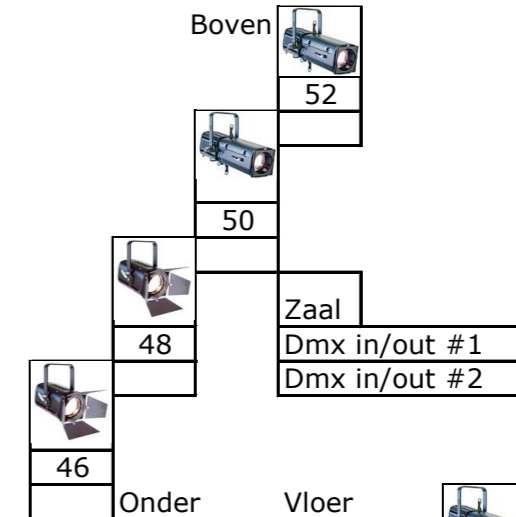 Boven
52
50
Zaal
48 Dmx in/out #1
Dmx in/out #2
46
Onder Vloer